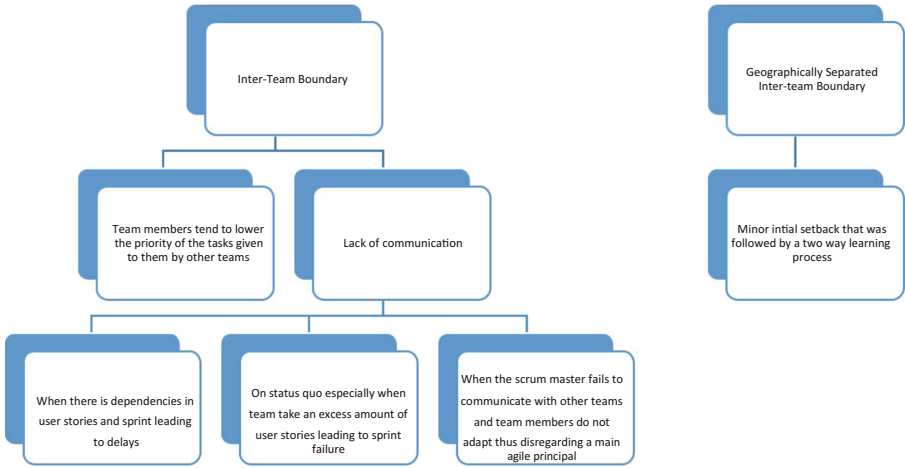 Inter-Team Boundary
Geographically Separated
Inter-team Boundary
Team members tend to lower
the priority of the tasks given
to them by other teams
Lack of communication
Minor intial setback that was
followed by a two way learning
process
When there is dependencies in
user stories and sprint leading
to delays
On status quo especially when
team take an excess amount of
user stories leading to sprint
failure
When the scrum master fails to
communicate with other teams
and team members do not
adapt thus disregarding a main
agile principal